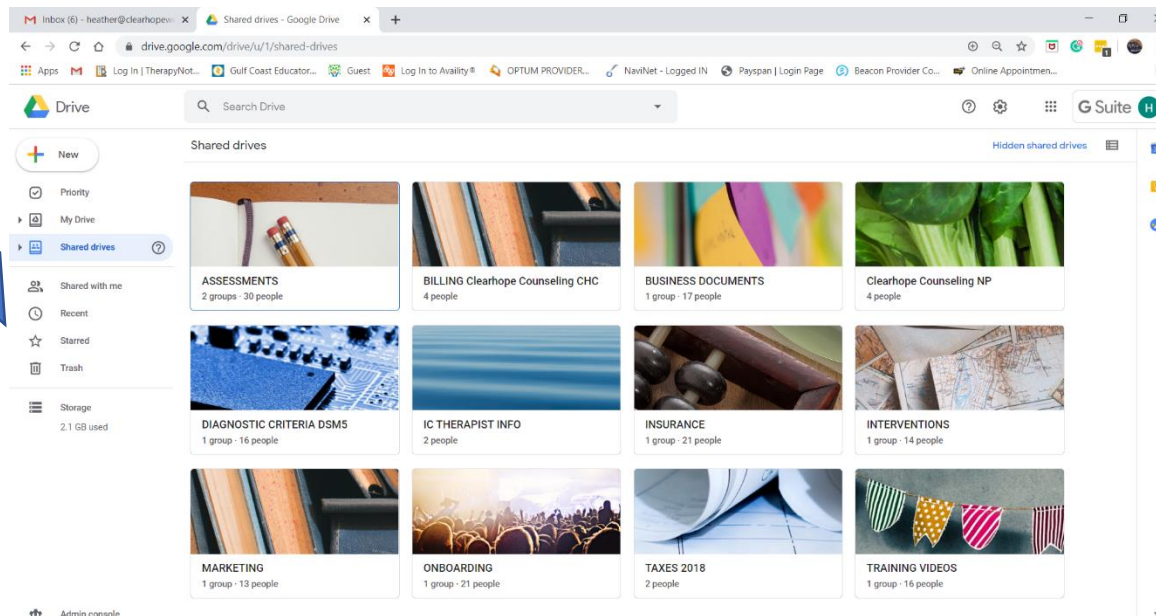 Inbox (6) - heather@clearhopew
Shared drives - Google Drive
drive.google.com/drive/u/1/shared-drives
1
Apps
Log In | TherapyNot...
Gulf Coast Educator...
Guest
Log In to Availity®
OPTUM PROVIDER...
NaviNet - Logged IN
Payspan | Login Page
Beacon Provider Co...
Online Appointmen...
Drive
Search Drive
G Suite
H
New
Shared drives
Hidden shared drives
Priority
My Drive
Shared drives
Shared with me
Recent
Starred
Trash
Storage
2.1 GB used
Admin console
ASSESSMENTS
2 groups · 30 people
BILLING Clearhope Counseling CHC
4 people
BUSINESS DOCUMENTS
1 group · 17 people
Clearhope Counseling NP
4 people
DIAGNOSTIC CRITERIA DSM5
1 group · 16 people
IC THERAPIST INFO
2 people
INSURANCE
1 group · 21 people
INTERVENTIONS
1 group · 14 people
MARKETING
1 group · 13 people
ONBOARDING
1 group · 21 people
TAXES 2018
2 people
TRAINING VIDEOS
1 group · 16 people